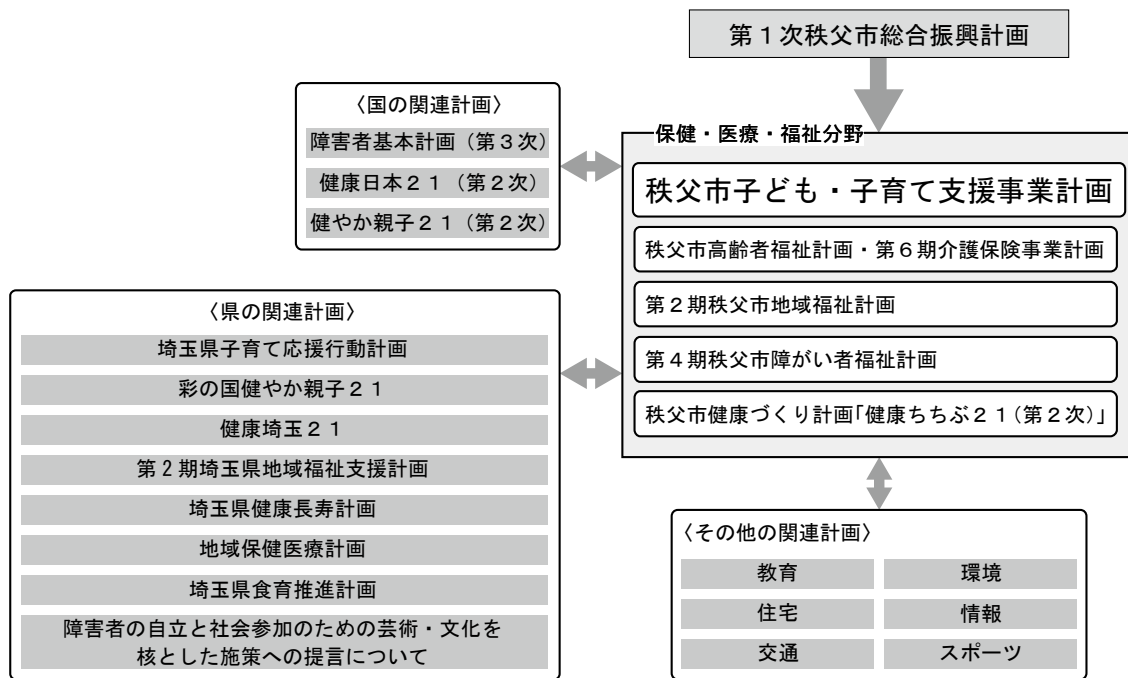 第１次秩父市総合振興計画
〈国の関連計画〉
障害者基本計画（第３次）
健康日本２１（第２次）
健やか親子２１（第２次）
保健・医療・福祉分野
秩父市子ども・子育て支援事業計画
秩父市高齢者福祉計画・第６期介護保険事業計画
第２期秩父市地域福祉計画
第４期秩父市障がい者福祉計画
秩父市健康づくり計画｢健康ちちぶ２１(第２次)｣
〈県の関連計画〉
埼玉県子育て応援行動計画
彩の国健やか親子２１
健康埼玉２１
第２期埼玉県地域福祉支援計画
埼玉県健康長寿計画
地域保健医療計画
埼玉県食育推進計画
障害者の自立と社会参加のための芸術・文化を
核とした施策への提言について
〈その他の関連計画〉
教育
環境
住宅
情報
交通
スポーツ